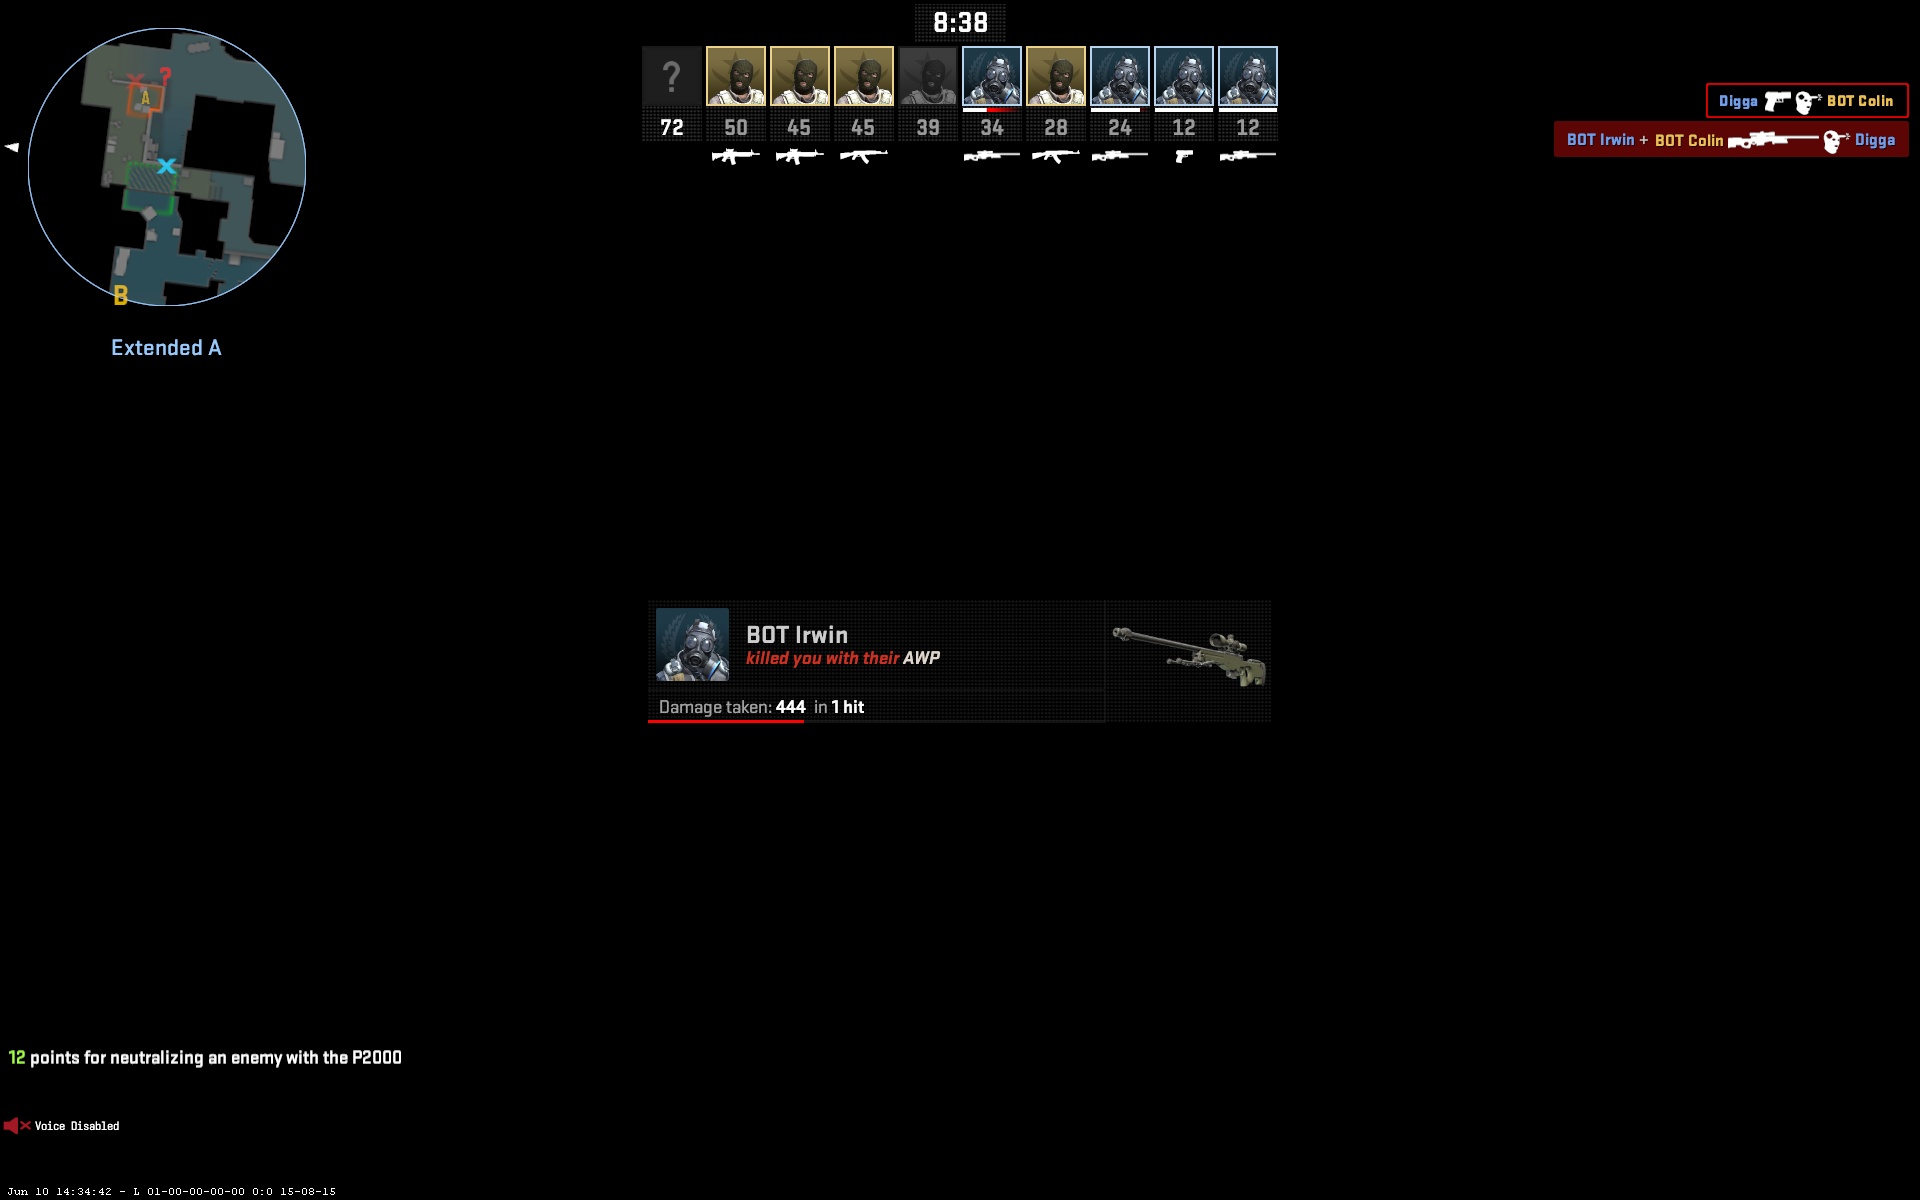 8:38
?
72 50 45 45 39 34 28 24 12 12
Digga BOT Colin
BOT Irwin + BOT Colin Digga
? A
B
Extended A
BOT Irwin
killed you with their AWP
Damage taken: 444 in 1 hit
12 points for neutralizing an enemy with the P2000
Voice Disabled
Jun 10 14:34:42 - L 01-00-00-00-00 0:0 15-08-15